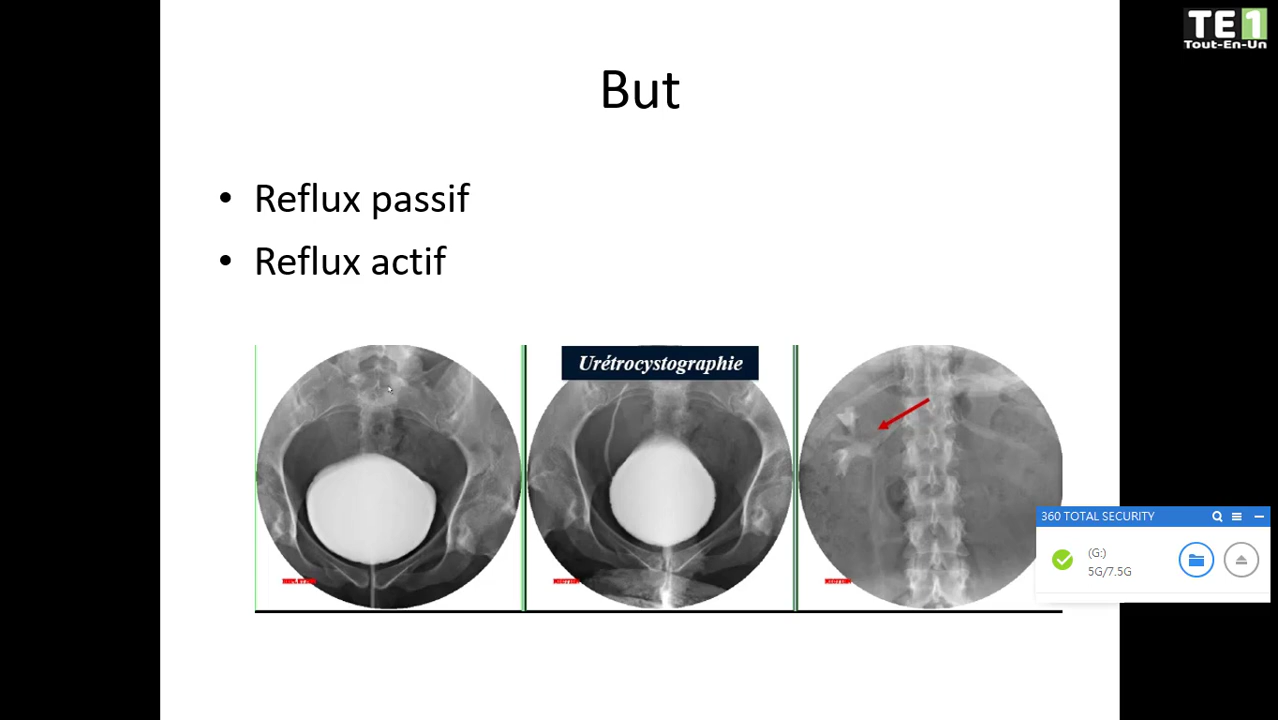 TE1
Tout-En-Un
But
• Reflux passif
• Reflux actif
Urétrocystographie
360 TOTAL SECURITY
(G:)
5G/7.5G